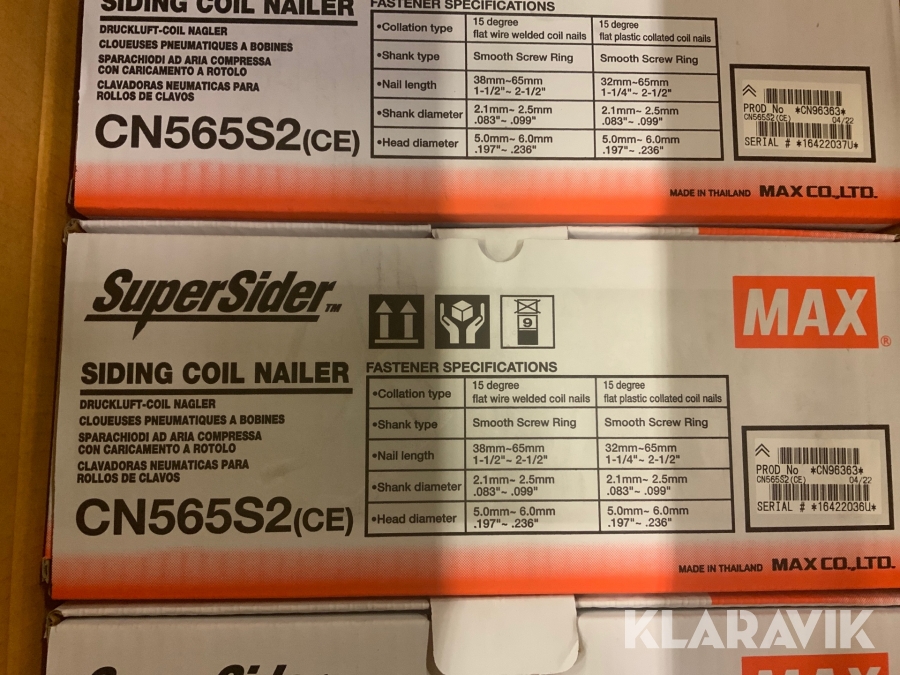 SIDING COIL NAILER
DRUCKLUFT-COIL NAGLER
CLOUEUSES PNEUMATIQUES A BOBINES
SPARACHIODI AD ARIA COMPRESSA
CON CARICAMENTO A ROTOLO
CLAVADORAS NEUMATICAS PARA
ROLLOS DE CLAVOS
CN565S2(CE)
FASTENER SPECIFICATIONS
•Collation type
15 degree
flat wire welded coil nails
15 degree
flat plastic collated coil nails
•Shank type
Smooth Screw Ring
Smooth Screw Ring
•Nail length
38mm~65mm
1-1/2"~ 2-1/2"
32mm~65mm
1-1/4"~ 2-1/2"
•Shank diameter
2.1mm~ 2.5mm
.083"~ .099"
2.1mm~ 2.5mm
.083"~ .099"
•Head diameter
5.0mm~ 6.0mm
.197"~ .236"
5.0mm~ 6.0mm
.197"~ .236"
PROD No *CN96363*
CN565S2(CE) 04/22
SERIAL # *16422037U*
MADE IN THAILAND MAX CO.,LTD.
SuperSider™
9
MAX®
SIDING COIL NAILER
DRUCKLUFT-COIL NAGLER
CLOUEUSES PNEUMATIQUES A BOBINES
SPARACHIODI AD ARIA COMPRESSA
CON CARICAMENTO A ROTOLO
CLAVADORAS NEUMATICAS PARA
ROLLOS DE CLAVOS
CN565S2(CE)
FASTENER SPECIFICATIONS
•Collation type
15 degree
flat wire welded coil nails
15 degree
flat plastic collated coil nails
•Shank type
Smooth Screw Ring
Smooth Screw Ring
•Nail length
38mm~65mm
1-1/2"~ 2-1/2"
32mm~65mm
1-1/4"~ 2-1/2"
•Shank diameter
2.1mm~ 2.5mm
.083"~ .099"
2.1mm~ 2.5mm
.083"~ .099"
•Head diameter
5.0mm~ 6.0mm
.197"~ .236"
5.0mm~ 6.0mm
.197"~ .236"
PROD No *CN96363*
CN565S2(CE) 04/22
SERIAL # *16422036U*
MADE IN THAILAND MAX CO.,LTD.
KLARAVIK
SuperSider
MAX